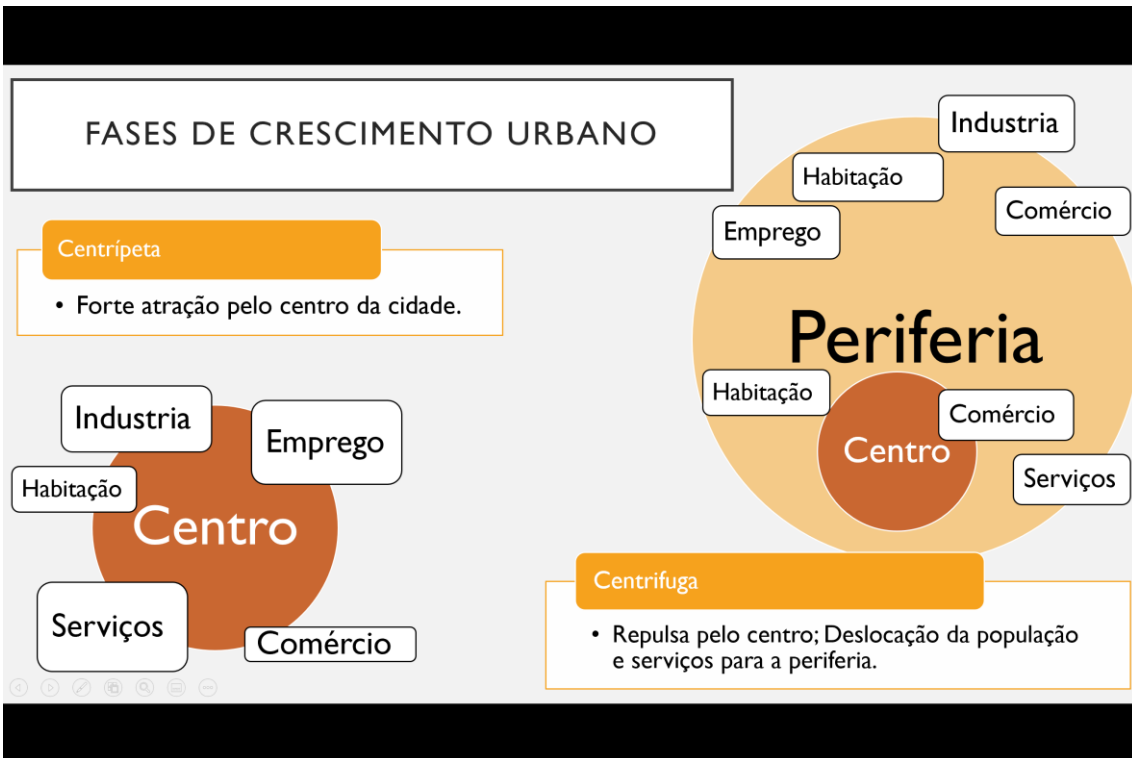 FASES DE CRESCIMENTO URBANO
Centrípeta
• Forte atração pelo centro da cidade.
Industria
Emprego
Habitação
Centro
Serviços
Comércio
Industria
Habitação
Comércio
Emprego
Periferia
Habitação
Comércio
Centro
Serviços
Centrifuga
• Repulsa pelo centro; Deslocação da população
e serviços para a periferia.